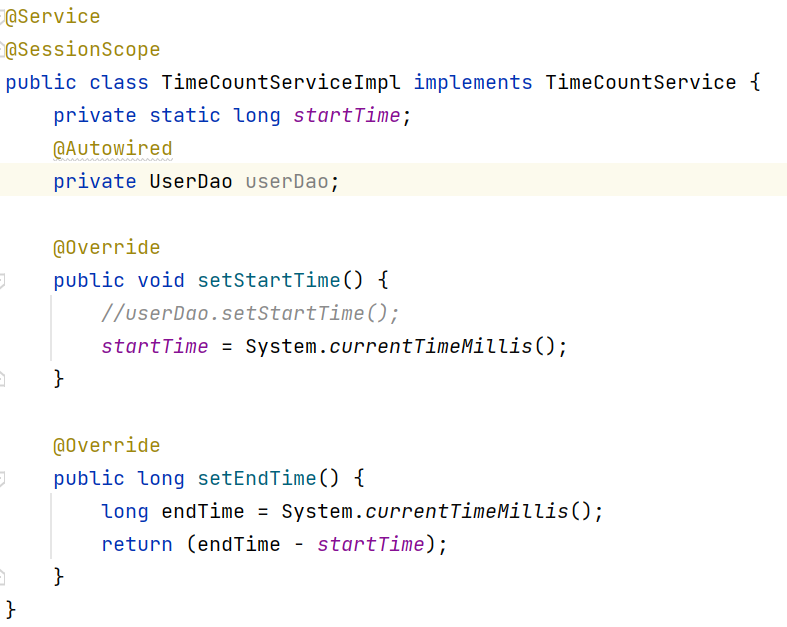 @Service
@SessionScope
public class TimeCountServiceImpl implements TimeCountService {
    private static long startTime;
    @Autowired
    private UserDao userDao;

    @Override
    public void setStartTime() {
        //userDao.setStartTime();
        startTime = System.currentTimeMillis();
    }

    @Override
    public long setEndTime() {
        long endTime = System.currentTimeMillis();
        return (endTime - startTime);
    }
}